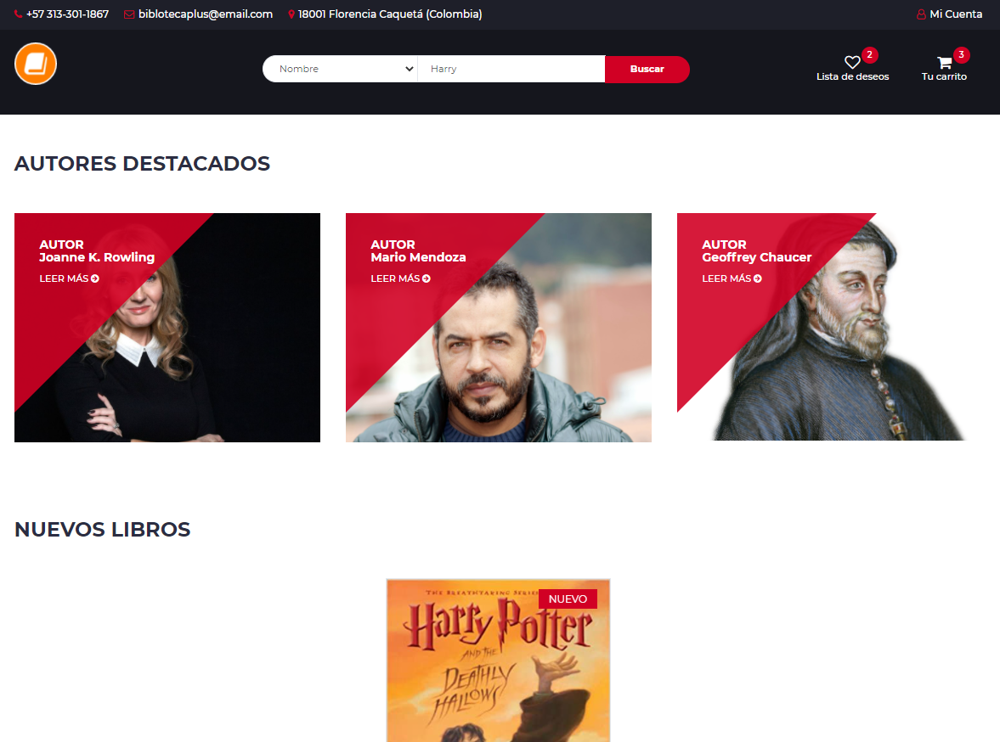 +57 313-301-1867 biblotecaplus@email.com 18001 Florencia Caquetá (Colombia) Mi Cuenta
Nombre Harry Buscar 2 3
Lista de deseos Tu carrito
AUTORES DESTACADOS
AUTOR
Joanne K. Rowling
LEER MÁS
AUTOR
Mario Mendoza
LEER MÁS
AUTOR
Geoffrey Chaucer
LEER MÁS
NUEVOS LIBROS
THE BREATHTAKING SERIES
NUEVO
Harry Potter
AND THE
DEATHLY
HALLOWS